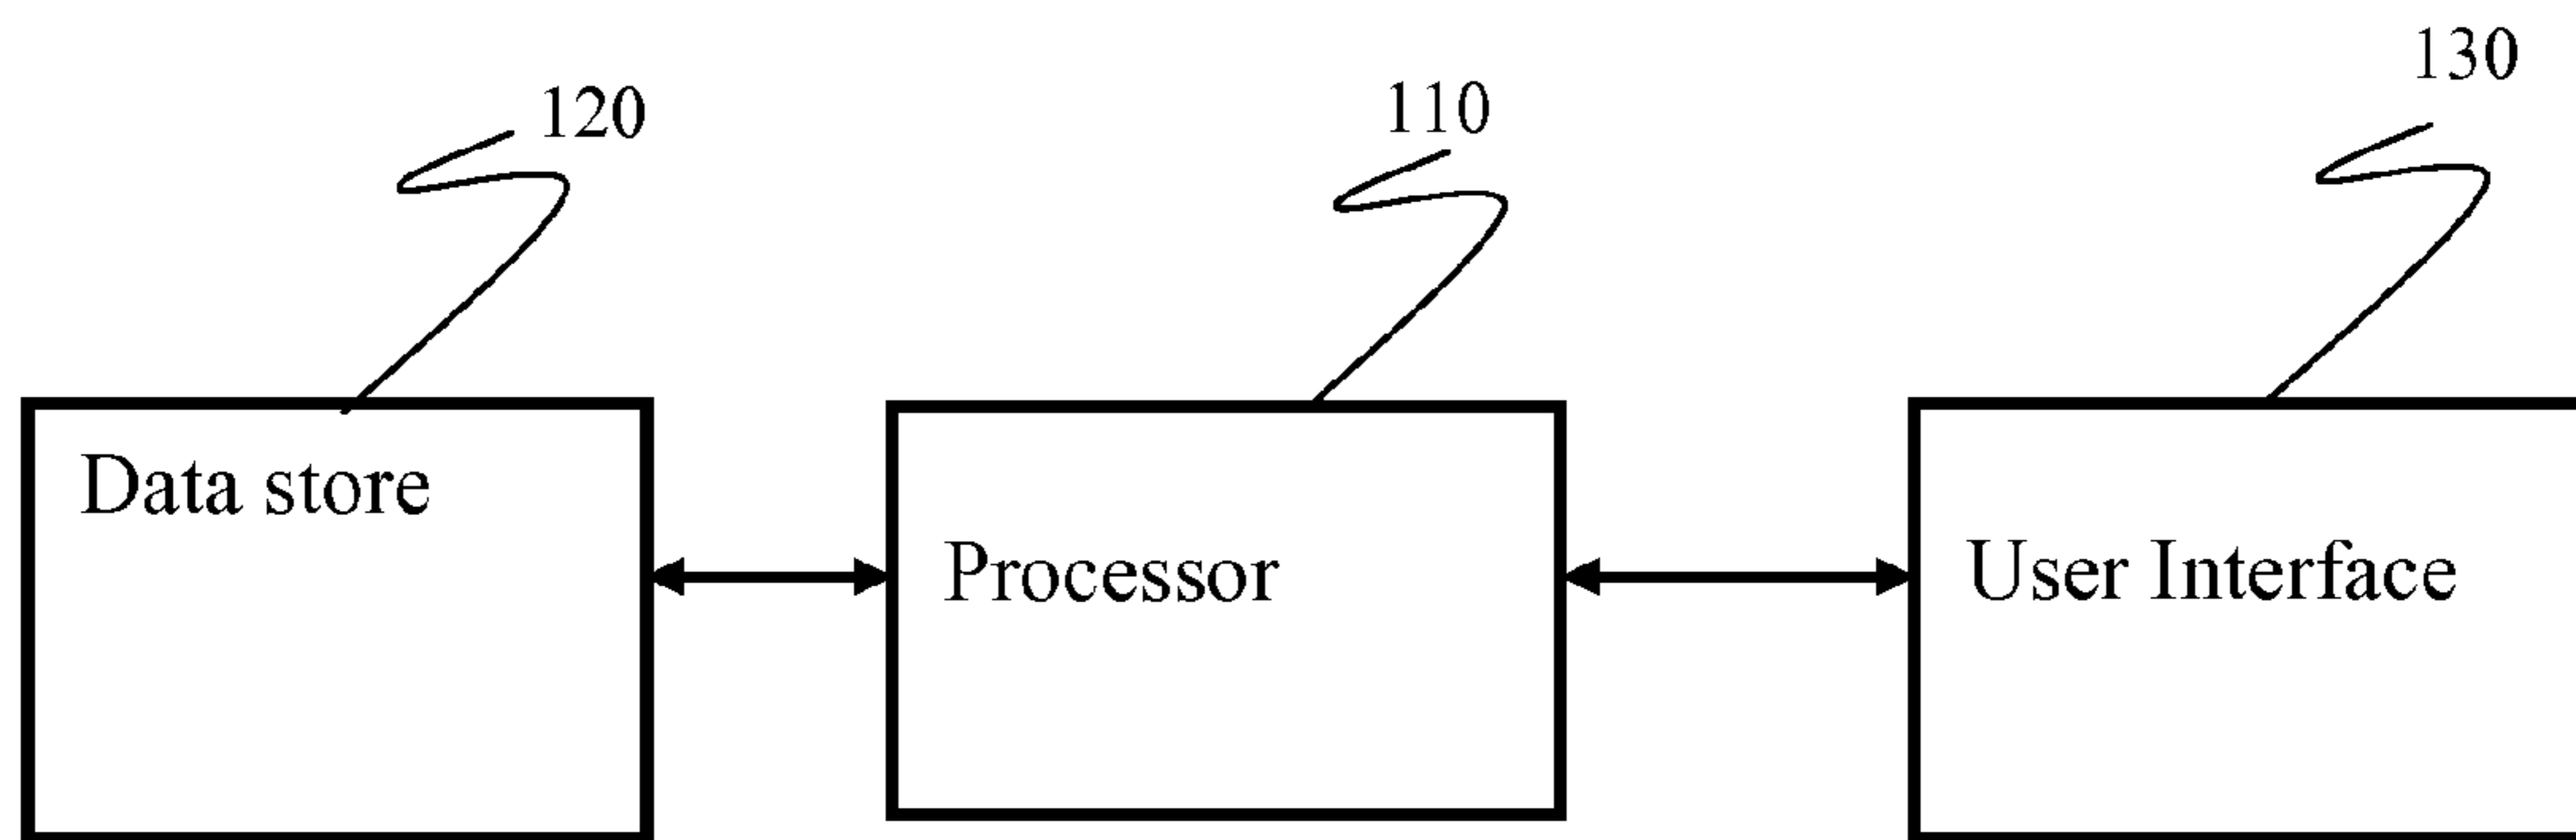 120
110
130
Data store
Processor
User Interface